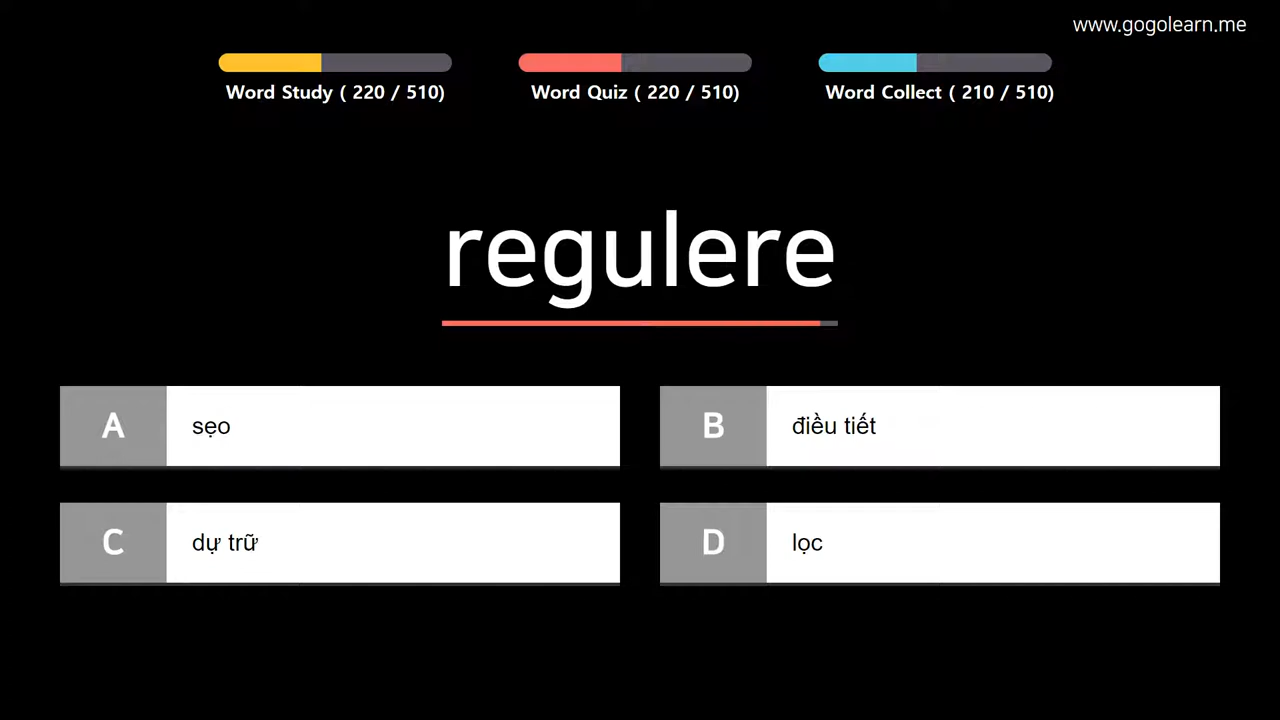 www.gogolearn.me
Word Study ( 220 / 510)
Word Quiz ( 220 / 510)
Word Collect ( 210 / 510)
regulere
A sẹo
B điều tiết
C dự trữ
D lọc